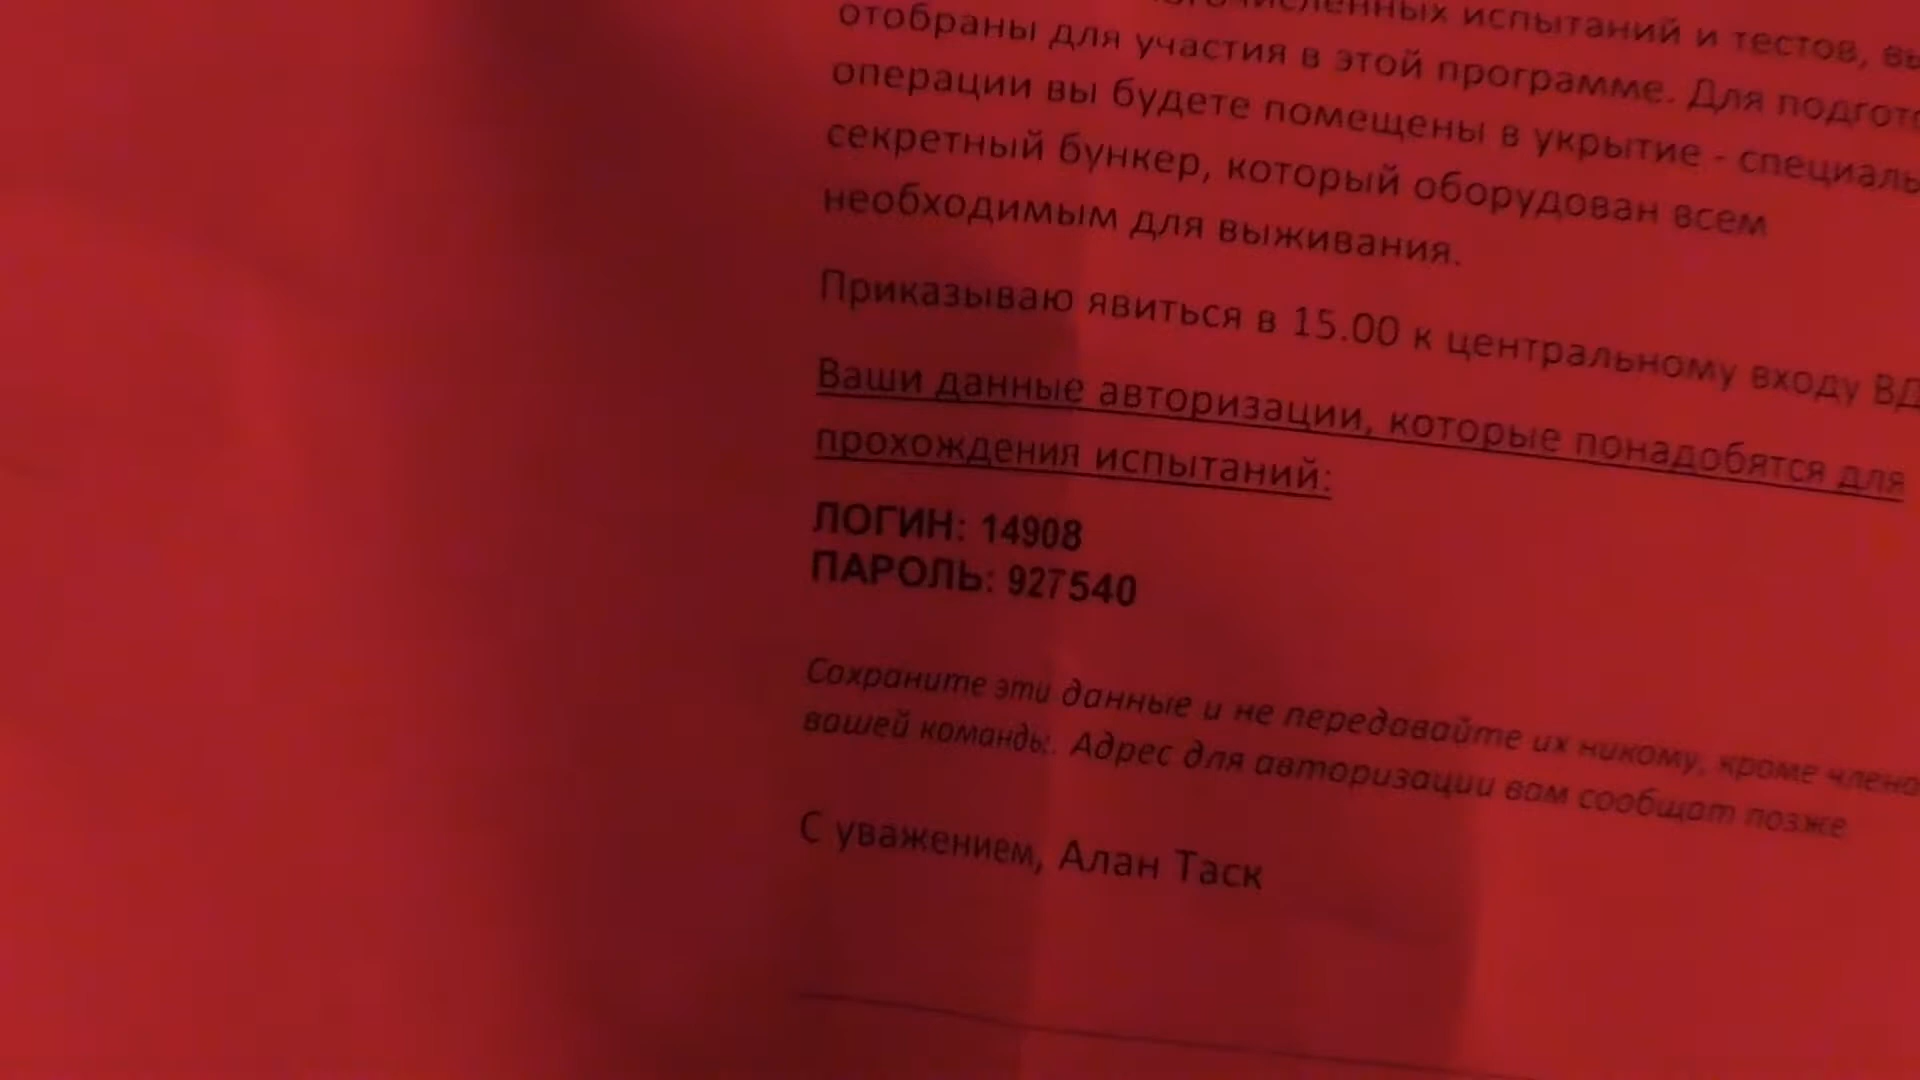 испытаний и тестов,
отобраны для участия в этой программе. Для
операции вы будете помещены в укрытие -
секретный бункер, который оборудован всем
необходимым для выживания.
Приказываю явиться в 15.00 к центральному входу
Ваши данные авторизации, которые понадобятся для
прохождения испытаний:
ЛОГИН: 14908
ПАРОЛЬ: 927540
Сохраните эти данные и не передавайте их никому, кроме
вашей команды. Адрес для авторизации вам сообщат позже
С уважением, Алан Таск